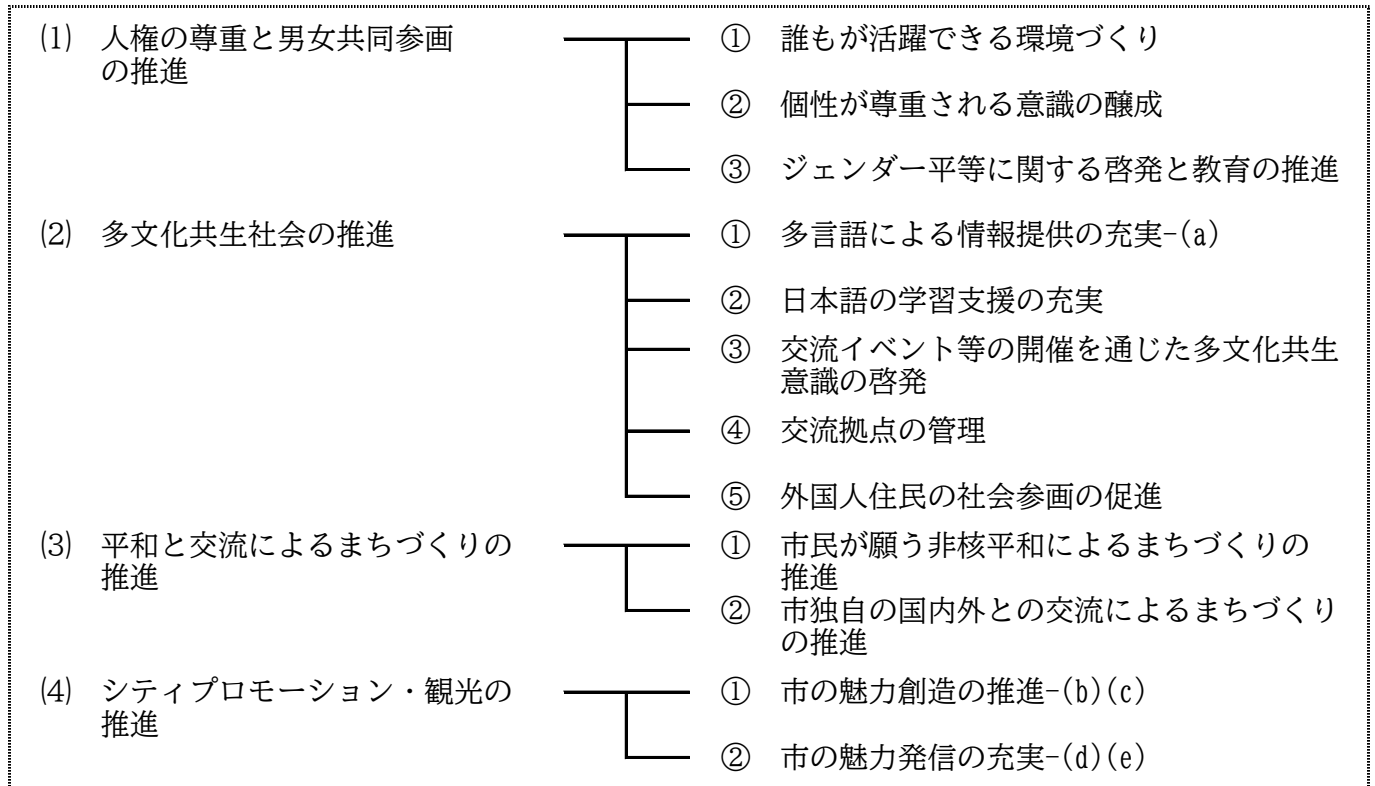 ⑴ 人権の尊重と男女共同参画
の推進
① 誰もが活躍できる環境づくり
② 個性が尊重される意識の醸成
③ ジェンダー平等に関する啓発と教育の推進
⑵ 多文化共生社会の推進
① 多言語による情報提供の充実-(a)
② 日本語の学習支援の充実
③ 交流イベント等の開催を通じた多文化共生
意識の啓発
④ 交流拠点の管理
⑤ 外国人住民の社会参画の促進
⑶ 平和と交流によるまちづくりの
推進
① 市民が願う非核平和によるまちづくりの
推進
② 市独自の国内外との交流によるまちづくり
の推進
⑷ シティプロモーション・観光の
推進
① 市の魅力創造の推進-(b)(c)
② 市の魅力発信の充実-(d)(e)